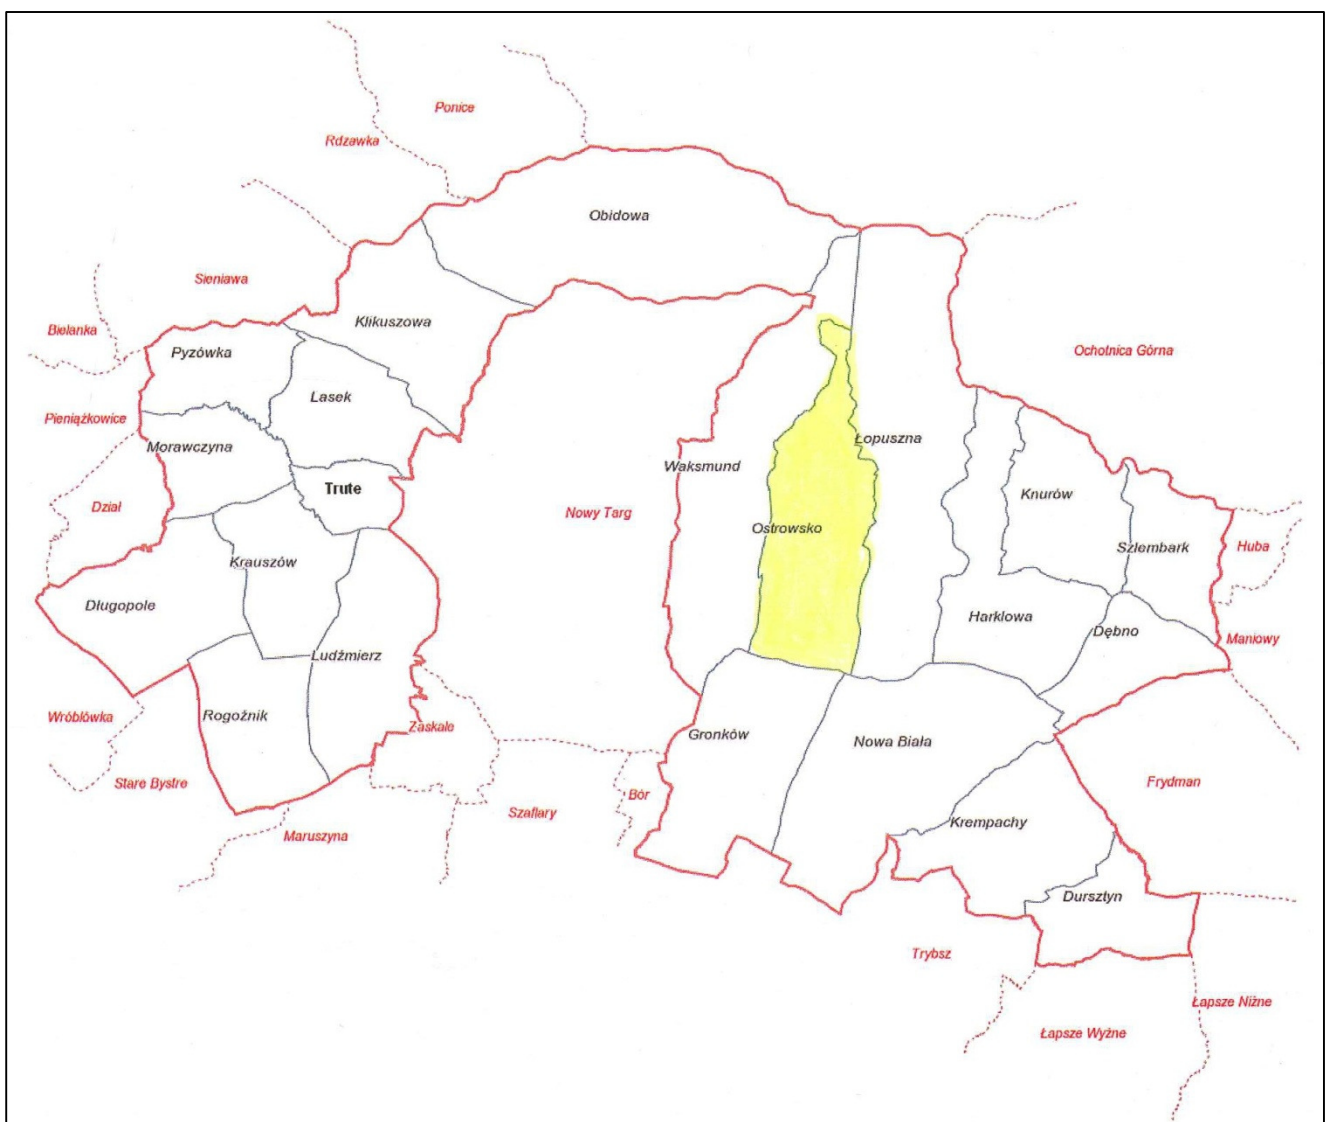 Ponice
Rdzawka
Obidowa
Sieniawa
Klikuszowa
Bielanka
Pyzówka
Ochotnica Górna
Lasek
Pieniążkowice
Morawczyna
Łopuszna
Waksmund
Trute
Knurów
Dział
Nowy Targ
Ostrowsko
Szlembark
Huba
Krauszów
Długopole
Harklowa
Dębno
Maniowy
Ludźmierz
Wróblówka
Rogoźnik
Zaskale
Gronków
Nowa Biała
Stare Bystre
Frydman
Bór
Szaflary
Krempachy
Maruszyna
Dursztyn
Trybsz
Łapsze Niżne
Łapsze Wyżne